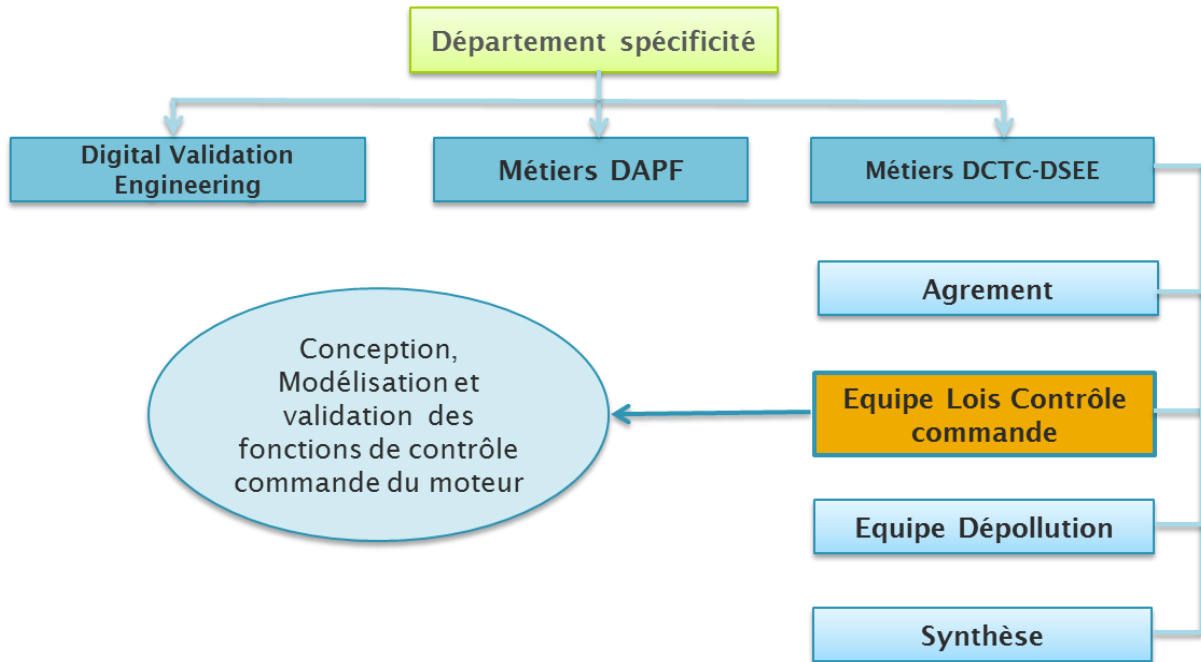 Département spécificité
Digital Validation
Engineering
Métiers DAPF
Métiers DCTC-DSEE
Agrement
Conception,
Modélisation et
validation des
fonctions de contrôle
commande du moteur
Equipe Lois Contrôle
commande
Equipe Dépollution
Synthèse